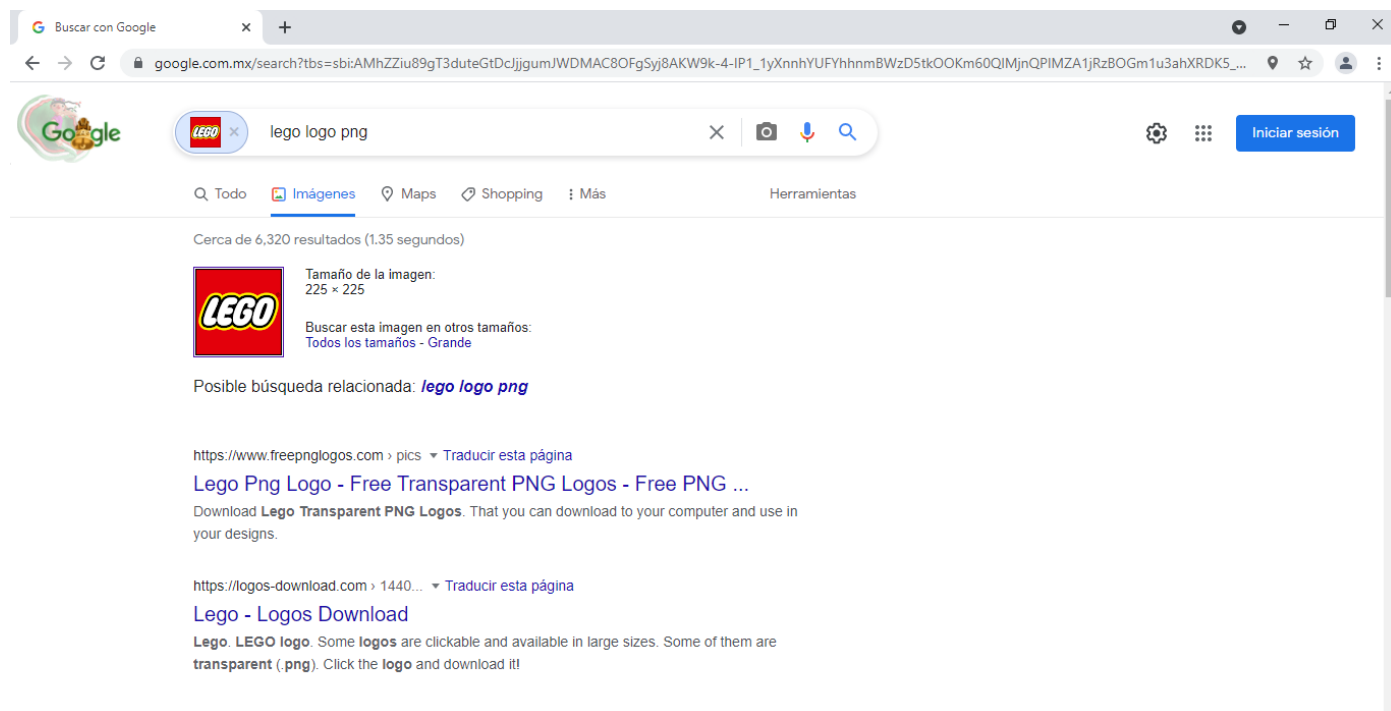 Buscar con Google
google.com.mx/search?tbs=sbi:AMhZZiu89gT3duteGtDcJjjgumJWDMAC8OFgSyj8AKW9k-4-IP1_1yXnnhYUFYhhnmBWzD5tkOOKm60QIMjnQPIMZA1jRzBOGm1u3ahXRDK5_...
Google
LEGO
lego logo png
Iniciar sesión
Todo Imágenes Maps Shopping Más Herramientas
Cerca de 6,320 resultados (1.35 segundos)
LEGO
Tamaño de la imagen:
225 × 225
Buscar esta imagen en otros tamaños:
Todos los tamaños - Grande
Posible búsqueda relacionada: lego logo png
https://www.freepnglogos.com › pics Traducir esta página
Lego Png Logo - Free Transparent PNG Logos - Free PNG ...
Download Lego Transparent PNG Logos. That you can download to your computer and use in
your designs.
https://logos-download.com › 1440... Traducir esta página
Lego - Logos Download
Lego. LEGO logo. Some logos are clickable and available in large sizes. Some of them are
transparent (.png). Click the logo and download it!